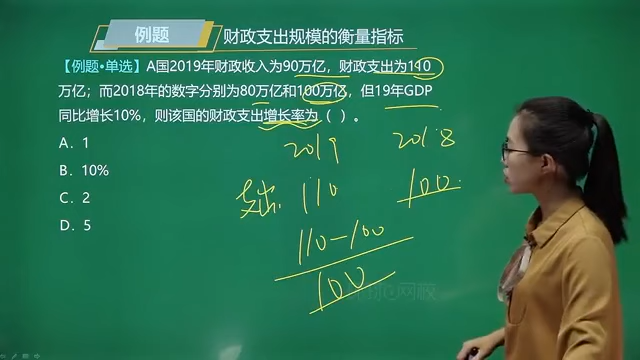 例题
财政支出规模的衡量指标
【例题•单选】A国2019年财政收入为90万亿，财政支出为110
万亿；而2018年的数字分别为80万亿和100万亿，但19年GDP
同比增长10%，则该国的财政支出增长率为（ ）。
A．1
B．10%
C．2
D．5
2019 2018
支出 110 100
110-100
100